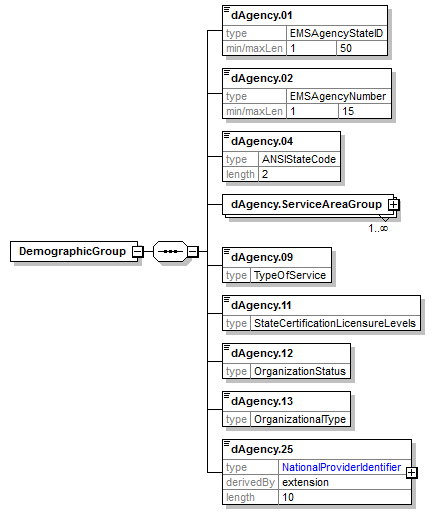 dAgency.01
type EMSAgencyStateID
min/maxLen 1 50
dAgency.02
type EMSAgencyNumber
min/maxLen 1 15
dAgency.04
type ANSIStateCode
length 2
dAgency.ServiceAreaGroup
1..∞
DemographicGroup
dAgency.09
type TypeOfService
dAgency.11
type StateCertificationLicensureLevels
dAgency.12
type OrganizationStatus
dAgency.13
type OrganizationalType
dAgency.25
type NationalProviderIdentifier
derivedBy extension
length 10